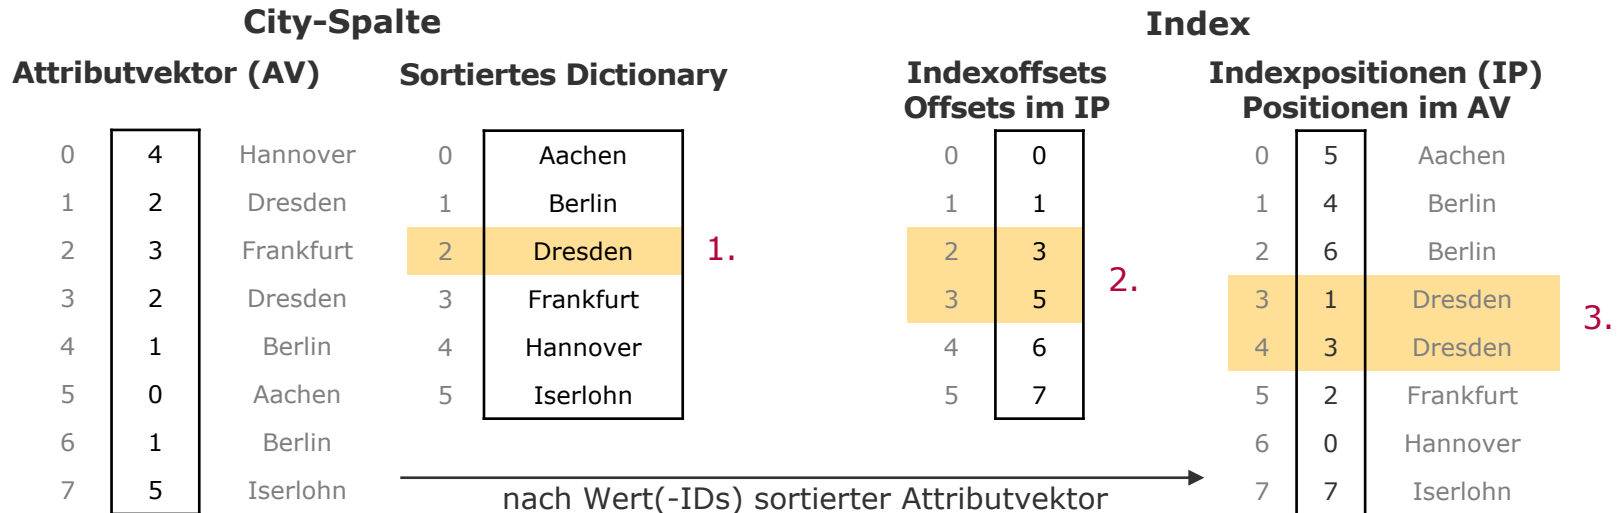 City-Spalte Index
Attributvektor (AV) Sortiertes Dictionary Indexoffsets Indexpositionen (IP)
Offsets im IP Positionen im AV
0 4 Hannover 0 Aachen 0 0 0 5 Aachen
1 2 Dresden 1 Berlin 1 1 1 4 Berlin
2 3 Frankfurt 2 Dresden 1. 2 3 2 6 Berlin
2.
3 2 Dresden 3 Frankfurt 3 5 3 1 Dresden
3.
4 1 Berlin 4 Hannover 4 6 4 3 Dresden
5 0 Aachen 5 Iserlohn 5 7 5 2 Frankfurt
6 1 Berlin 6 0 Hannover
7 5 Iserlohn 7 7 Iserlohn
nach Wert(-IDs) sortierter Attributvektor